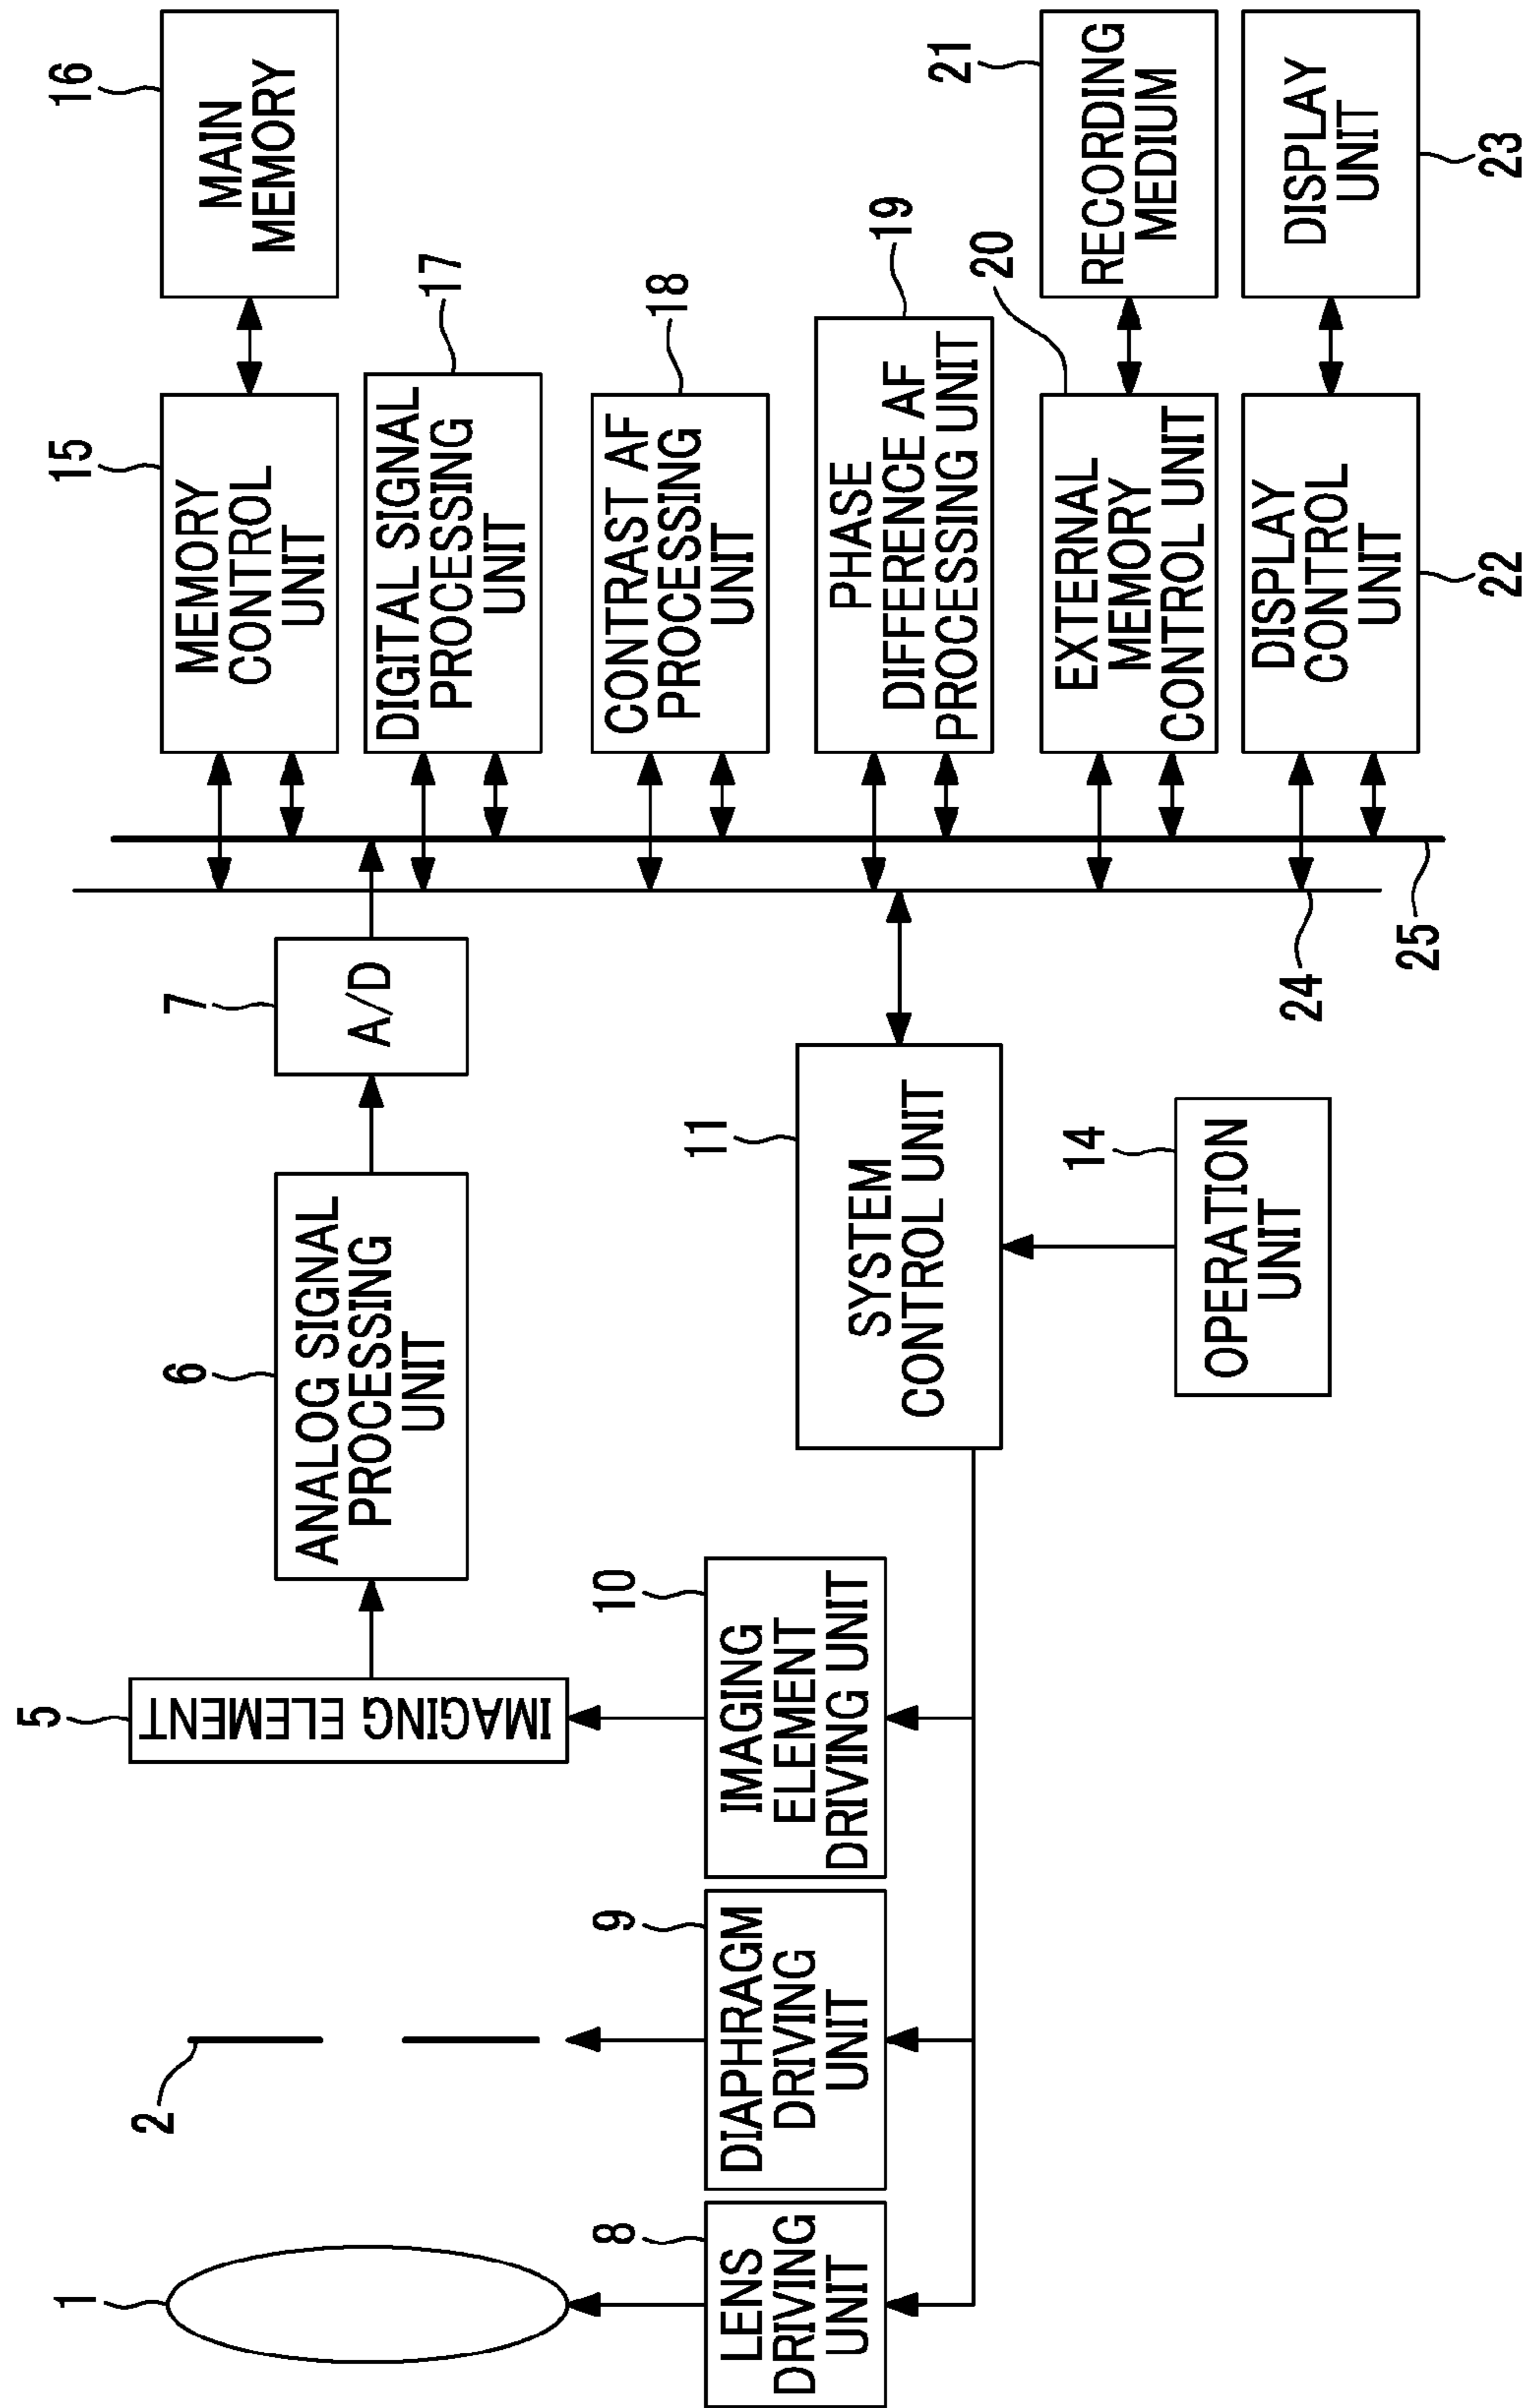 1
2
5
IMAGING ELEMENT
6
ANALOG SIGNAL
PROCESSING
UNIT
7
A/D
8
LENS
DRIVING
UNIT
9
DIAPHRAGM
DRIVING
UNIT
10
IMAGING
ELEMENT
DRIVING UNIT
11
SYSTEM
CONTROL UNIT
14
OPERATION
UNIT
15
MEMORY
CONTROL
UNIT
16
MAIN
MEMORY
17
DIGITAL SIGNAL
PROCESSING
UNIT
18
CONTRAST AF
PROCESSING
UNIT
19
PHASE
DIFFERENCE AF
PROCESSING UNIT
20
EXTERNAL
MEMORY
CONTROL UNIT
21
RECORDING
MEDIUM
DISPLAY
CONTROL
UNIT
22
DISPLAY
UNIT
23
24
25